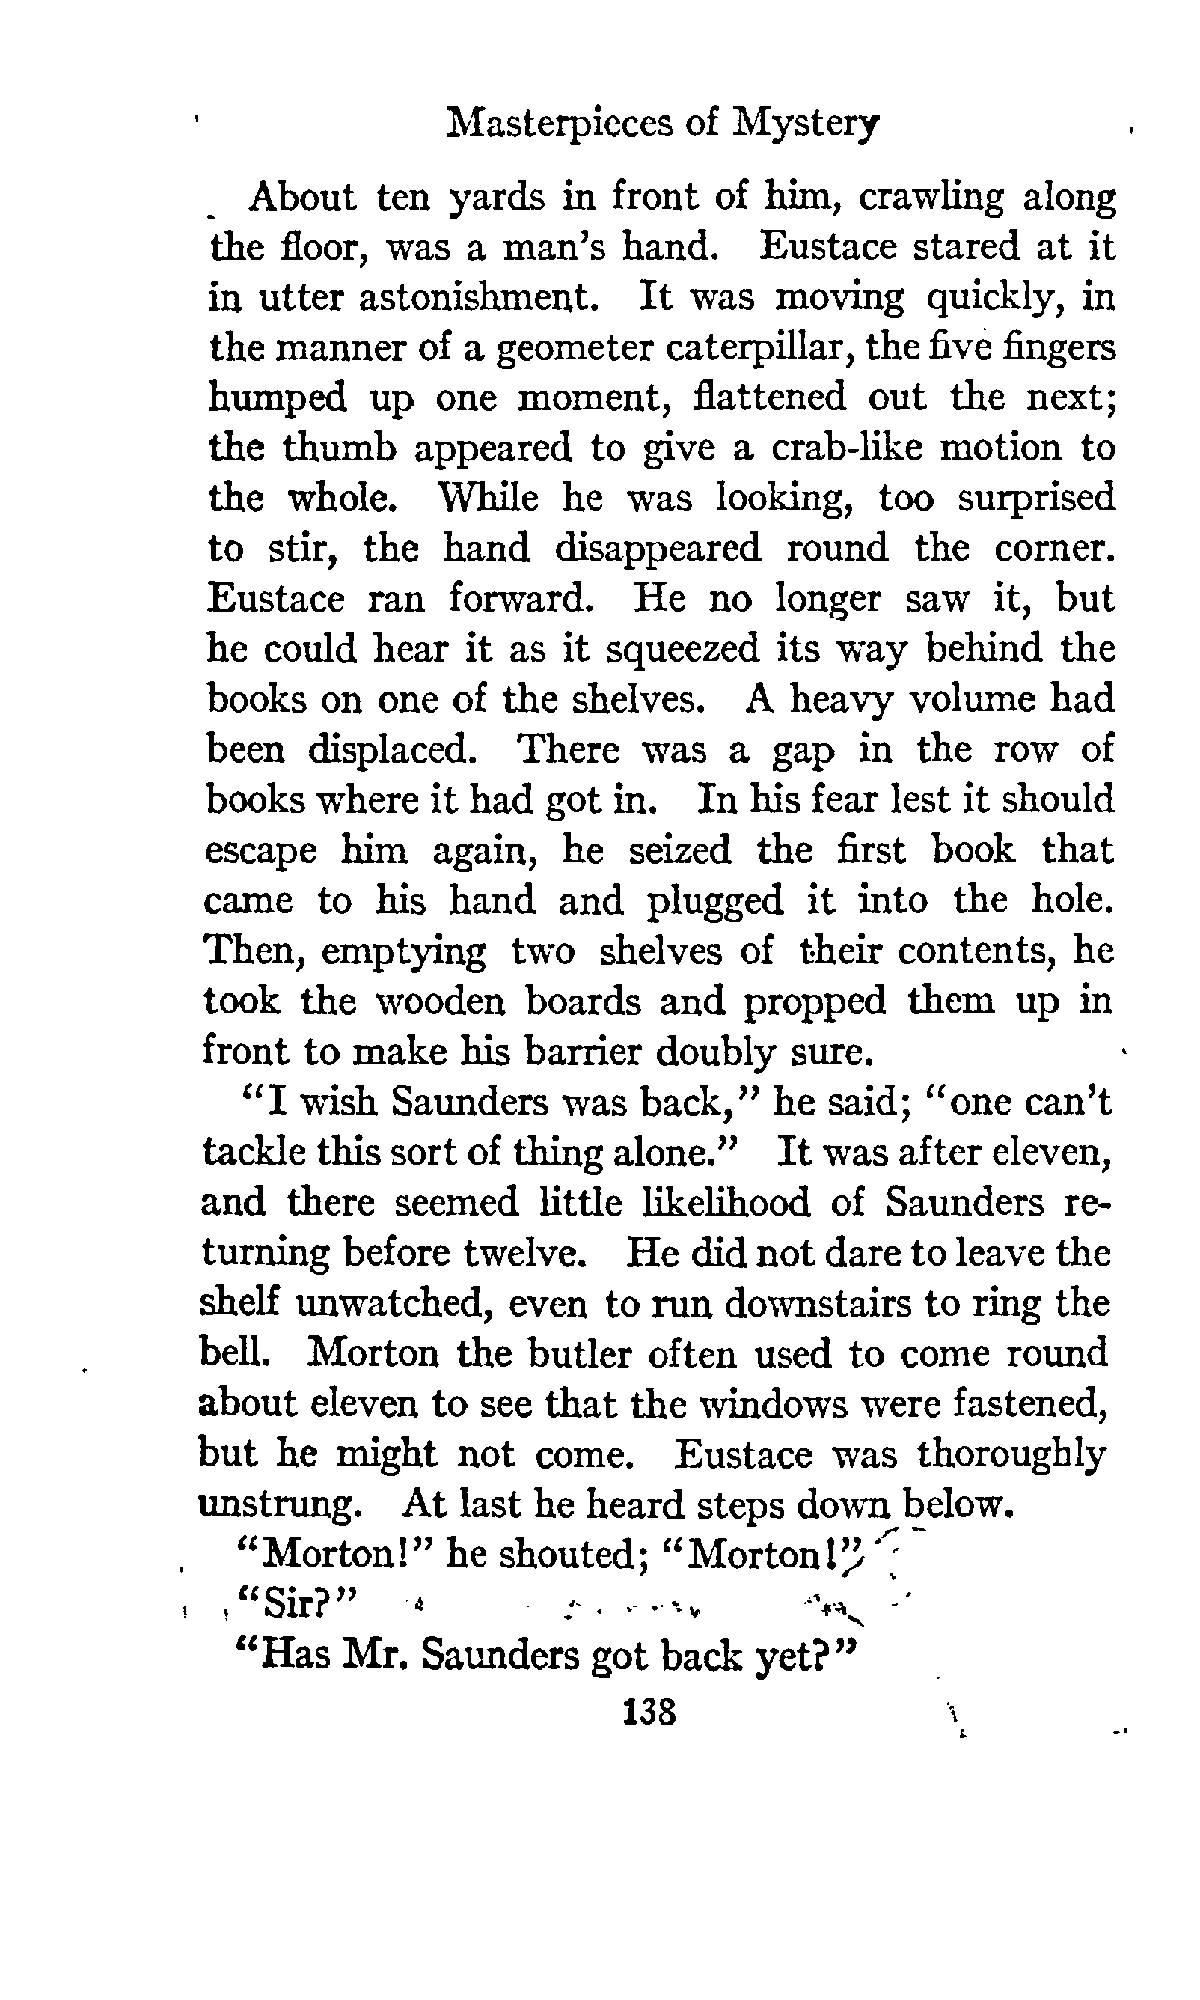 Masterpieces of Mystery
About ten yards in front of him, crawling along
the floor, was a man's hand. Eustace stared at it
in utter astonishment. It was moving quickly, in
the manner of a geometer caterpillar, the five fingers
humped up one moment, flattened out the next;
the thumb appeared to give a crab-like motion to
the whole. While he was looking, too surprised
to stir, the hand disappeared round the corner.
Eustace ran forward. He no longer saw it, but
he could hear it as it squeezed its way behind the
books on one of the shelves. A heavy volume had
been displaced. There was a gap in the row of
books where it had got in. In his fear lest it should
escape him again, he seized the first book that
came to his hand and plugged it into the hole.
Then, emptying two shelves of their contents, he
took the wooden boards and propped them up in
front to make his barrier doubly sure.
"I wish Saunders was back," he said; "one can't
tackle this sort of thing alone." It was after eleven,
and there seemed little likelihood of Saunders re-
turning before twelve. He did not dare to leave the
shelf unwatched, even to run downstairs to ring the
bell. Morton the butler often used to come round
about eleven to see that the windows were fastened,
but he might not come. Eustace was thoroughly
unstrung. At last he heard steps down below.
"Morton!" he shouted; "Morton!"
"Sir?"
"Has Mr. Saunders got back yet?"
138